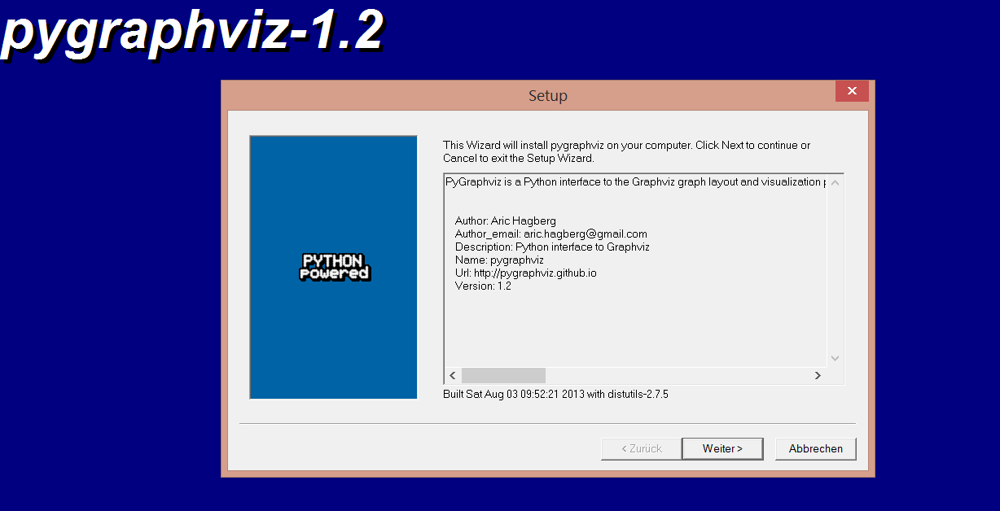 pygraphviz-1.2
Setup
This Wizard will install pygraphviz on your computer. Click Next to continue or
Cancel to exit the Setup Wizard.
PyGraphviz is a Python interface to the Graphviz graph layout and visualization
Author: Aric Hagberg
Author_email: aric.hagberg@gmail.com
Description: Python interface to Graphviz
Name: pygraphviz
Url: http://pygraphviz.github.io
Version: 1.2
PYTHON
powered
Built Sat Aug 03 09:52:21 2013 with distutils-2.7.5
< Zurück
Weiter >
Abbrechen